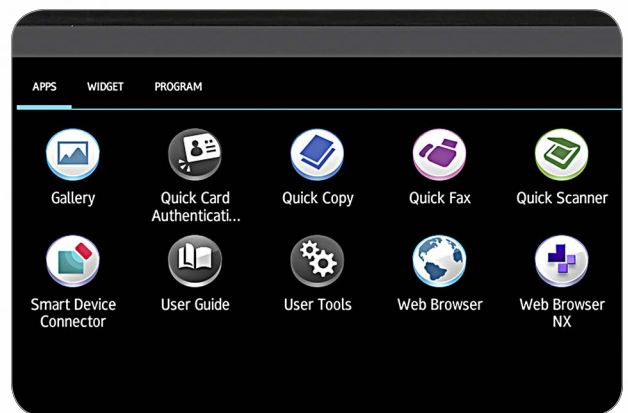 APPS WIDGET PROGRAM
Gallery
Quick Card
Authenticati...
Quick Copy
Quick Fax
Quick Scanner
Smart Device
Connector
User Guide
User Tools
Web Browser
Web Browser
NX